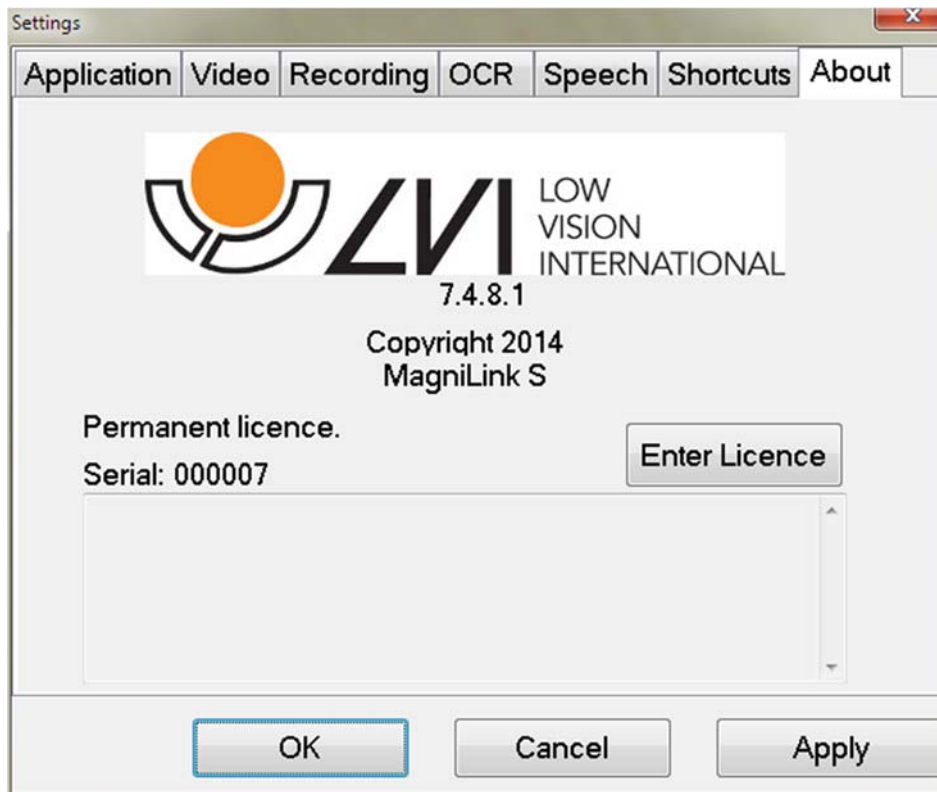 Settings
x
Application Video Recording OCR Speech Shortcuts About
LVI
LOW
VISION
INTERNATIONAL
7.4.8.1
Copyright 2014
MagniLink S
Permanent licence.
Serial: 000007
Enter Licence
OK Cancel Apply